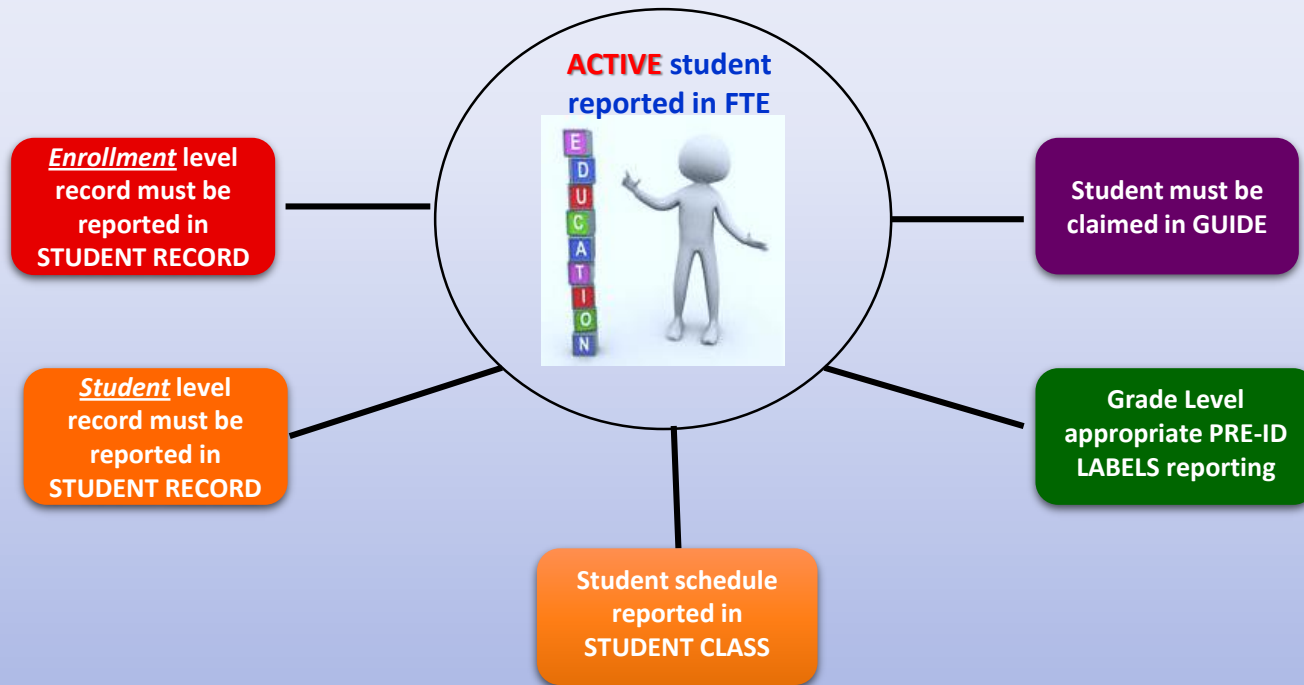 ACTIVE student
reported in FTE
E
D
U
C
A
T
I
O
N
Enrollment level
record must be
reported in
STUDENT RECORD
Student must be
claimed in GUIDE
Student level
record must be
reported in
STUDENT RECORD
Grade Level
appropriate PRE-ID
LABELS reporting
Student schedule
reported in
STUDENT CLASS